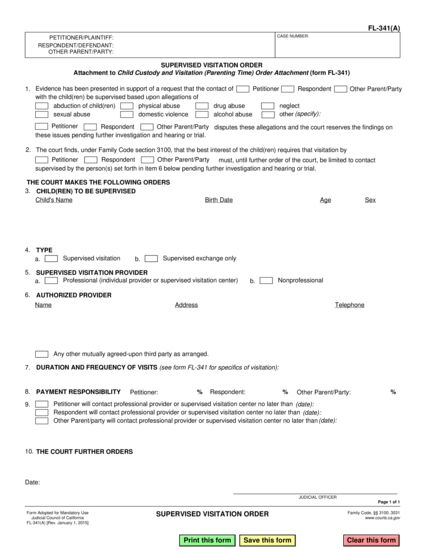 FL-341(A)
PETITIONER/PLAINTIFF:
RESPONDENT/DEFENDANT:
OTHER PARENT/PARTY:
CASE NUMBER
SUPERVISED VISITATION ORDER
Attachment to Child Custody and Visitation (Parenting Time) Order Attachment (form FL-341)
1. Evidence has been presented in support of a request that the contact of Petitioner Respondent Other Parent/Party
with the child(ren) be supervised based upon allegations of
abduction of child(ren) physical abuse drug abuse neglect
sexual abuse domestic violence alcohol abuse other (specify):
Petitioner Respondent Other Parent/Party disputes these allegations and the court reserves the findings on
these issues pending further investigation and hearing or trial.
2. The court finds, under Family Code section 3100, that the best interest of the child(ren) requires that visitation by
Petitioner Respondent Other Parent/Party must, until further order of the court, be limited to contact
supervised by the person(s) set forth in item 6 below pending further investigation and hearing or trial.
THE COURT MAKES THE FOLLOWING ORDERS
3. CHILD(REN) TO BE SUPERVISED
Child's Name Birth Date Age Sex
4. TYPE
a. Supervised visitation b. Supervised exchange only
5. SUPERVISED VISITATION PROVIDER
a. Professional (individual provider or supervised visitation center) b. Nonprofessional
6. AUTHORIZED PROVIDER
Name Address Telephone
Any other mutually agreed-upon third party as arranged.
7. DURATION AND FREQUENCY OF VISITS (see form FL-341 for specifics of visitation):
8. PAYMENT RESPONSIBILITY Petitioner: % Respondent: % Other Parent/Party: %
9. Petitioner will contact professional provider or supervised visitation center no later than (date):
Respondent will contact professional provider or supervised visitation center no later than (date):
Other Parent/party will contact professional provider or supervised visitation center no later than (date):
10. THE COURT FURTHER ORDERS
Date:
JUDICIAL OFFICER
Page 1 of 1
Form Adopted for Mandatory Use
Judicial Council of California
FL-341(A) [Rev. January 1, 2015]
SUPERVISED VISITATION ORDER
Family Code, §§ 3100, 3031
www.courts.ca.gov
Print this form Save this form Clear this form